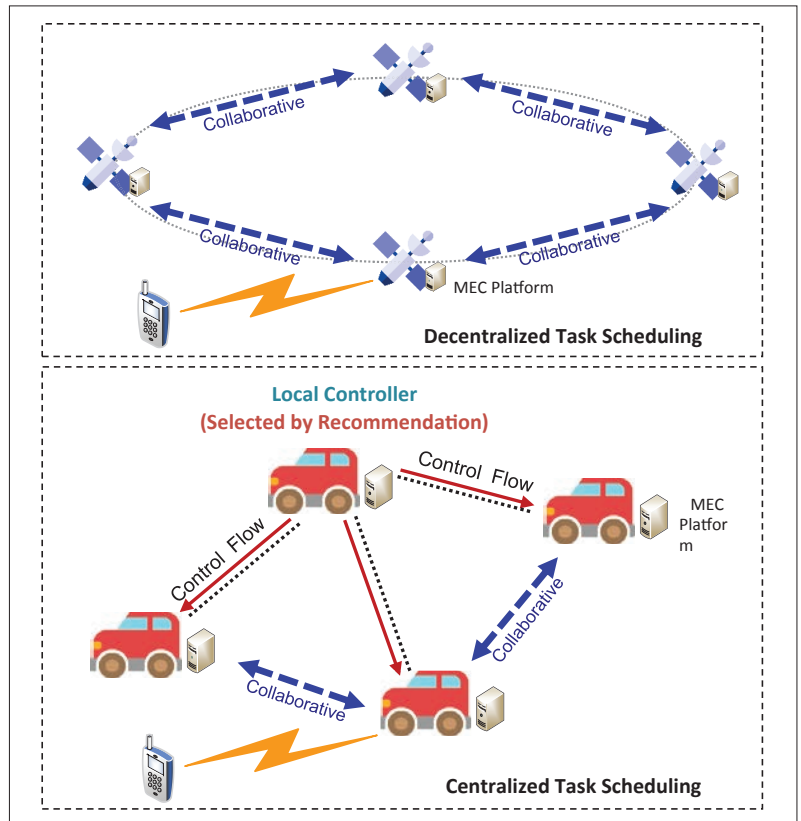 Collaborative
Collaborative
Collaborative
Collaborative
MEC Platform
Decentralized Task Scheduling
Local Controller
(Selected by Recommendation)
Control Flow
MEC
Platfor
m
Control Flow
Collaborative
Collaborative
Centralized Task Scheduling